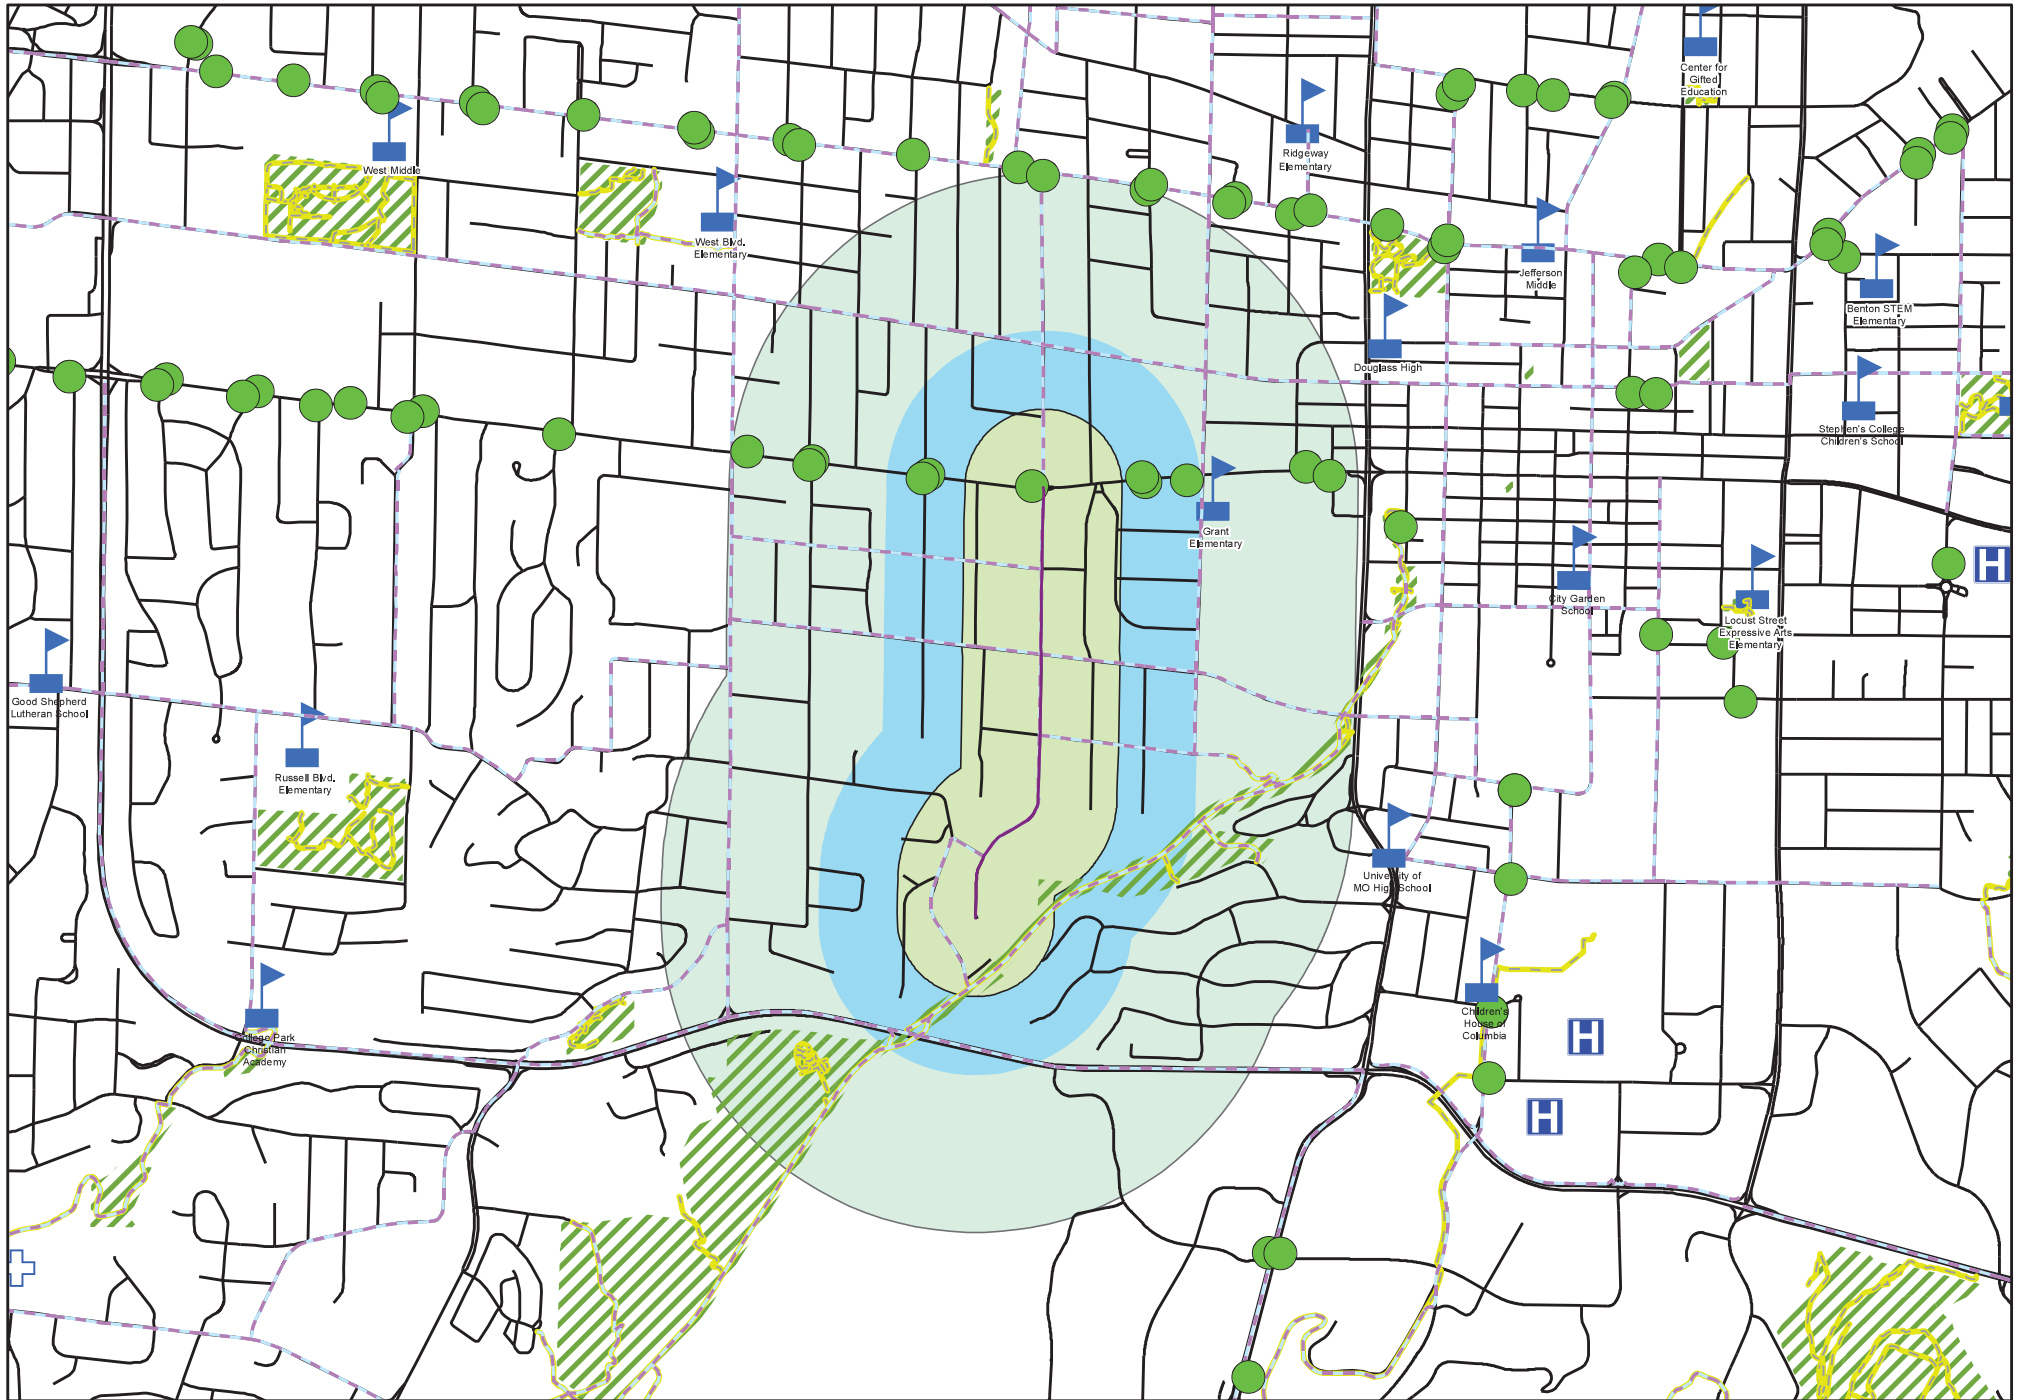 Center for
Gifted
Education
West Middle
Ridgeway
Elementary
West Blvd.
Elementary
Jefferson
Middle
Benton STEM
Elementary
Douglass High
Stephen's College
Children's School
Grant
Elementary
H
City Garden
School
Locust Street
Expressive Arts
Elementary
Good Shepherd
Lutheran School
Russell Blvd.
Elementary
University of
MO High School
College Park
Christian
Academy
Children's
House of
Columbia
H
H